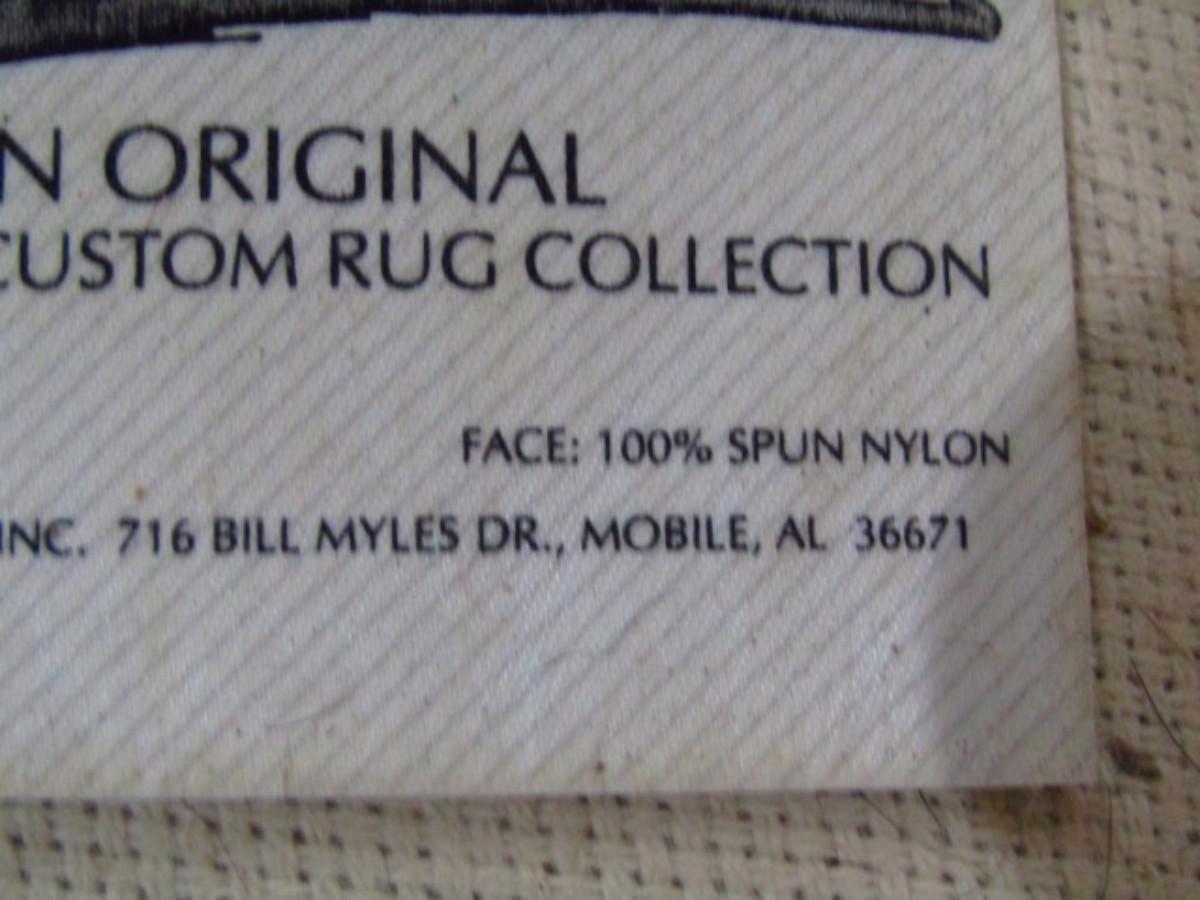 N ORIGINAL
CUSTOM RUG COLLECTION
FACE: 100% SPUN NYLON
INC. 716 BILL MYLES DR., MOBILE, AL 36671